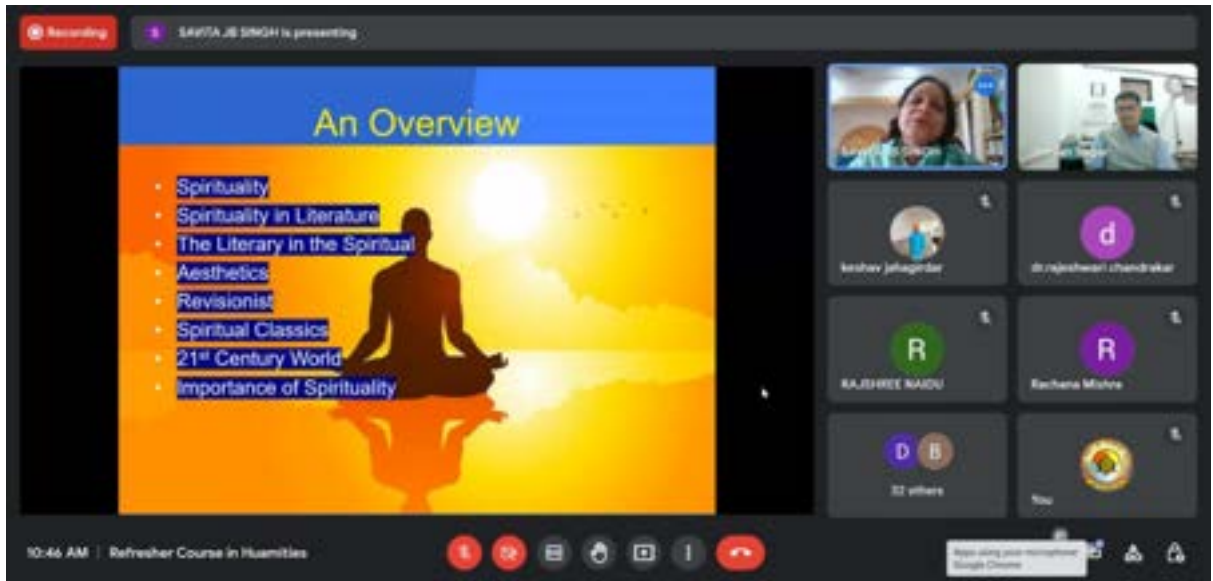 Recording
S SAVITA JB SINGH is presenting
An Overview
• Spirituality
• Spirituality in Literature
• The Literary in the Spiritual
• Aesthetics
• Revisionist
• Spiritual Classics
• 21st Century World
• Importance of Spirituality
keshav jahagirdar
d
dr.rajeshwari chandrakar
R
RAJSHREE NAIDU
R
Rachana Mishra
D B
32 others
You
10:46 AM | Refresher Course in Huamities
Apps using your microphone:
Google Chrome